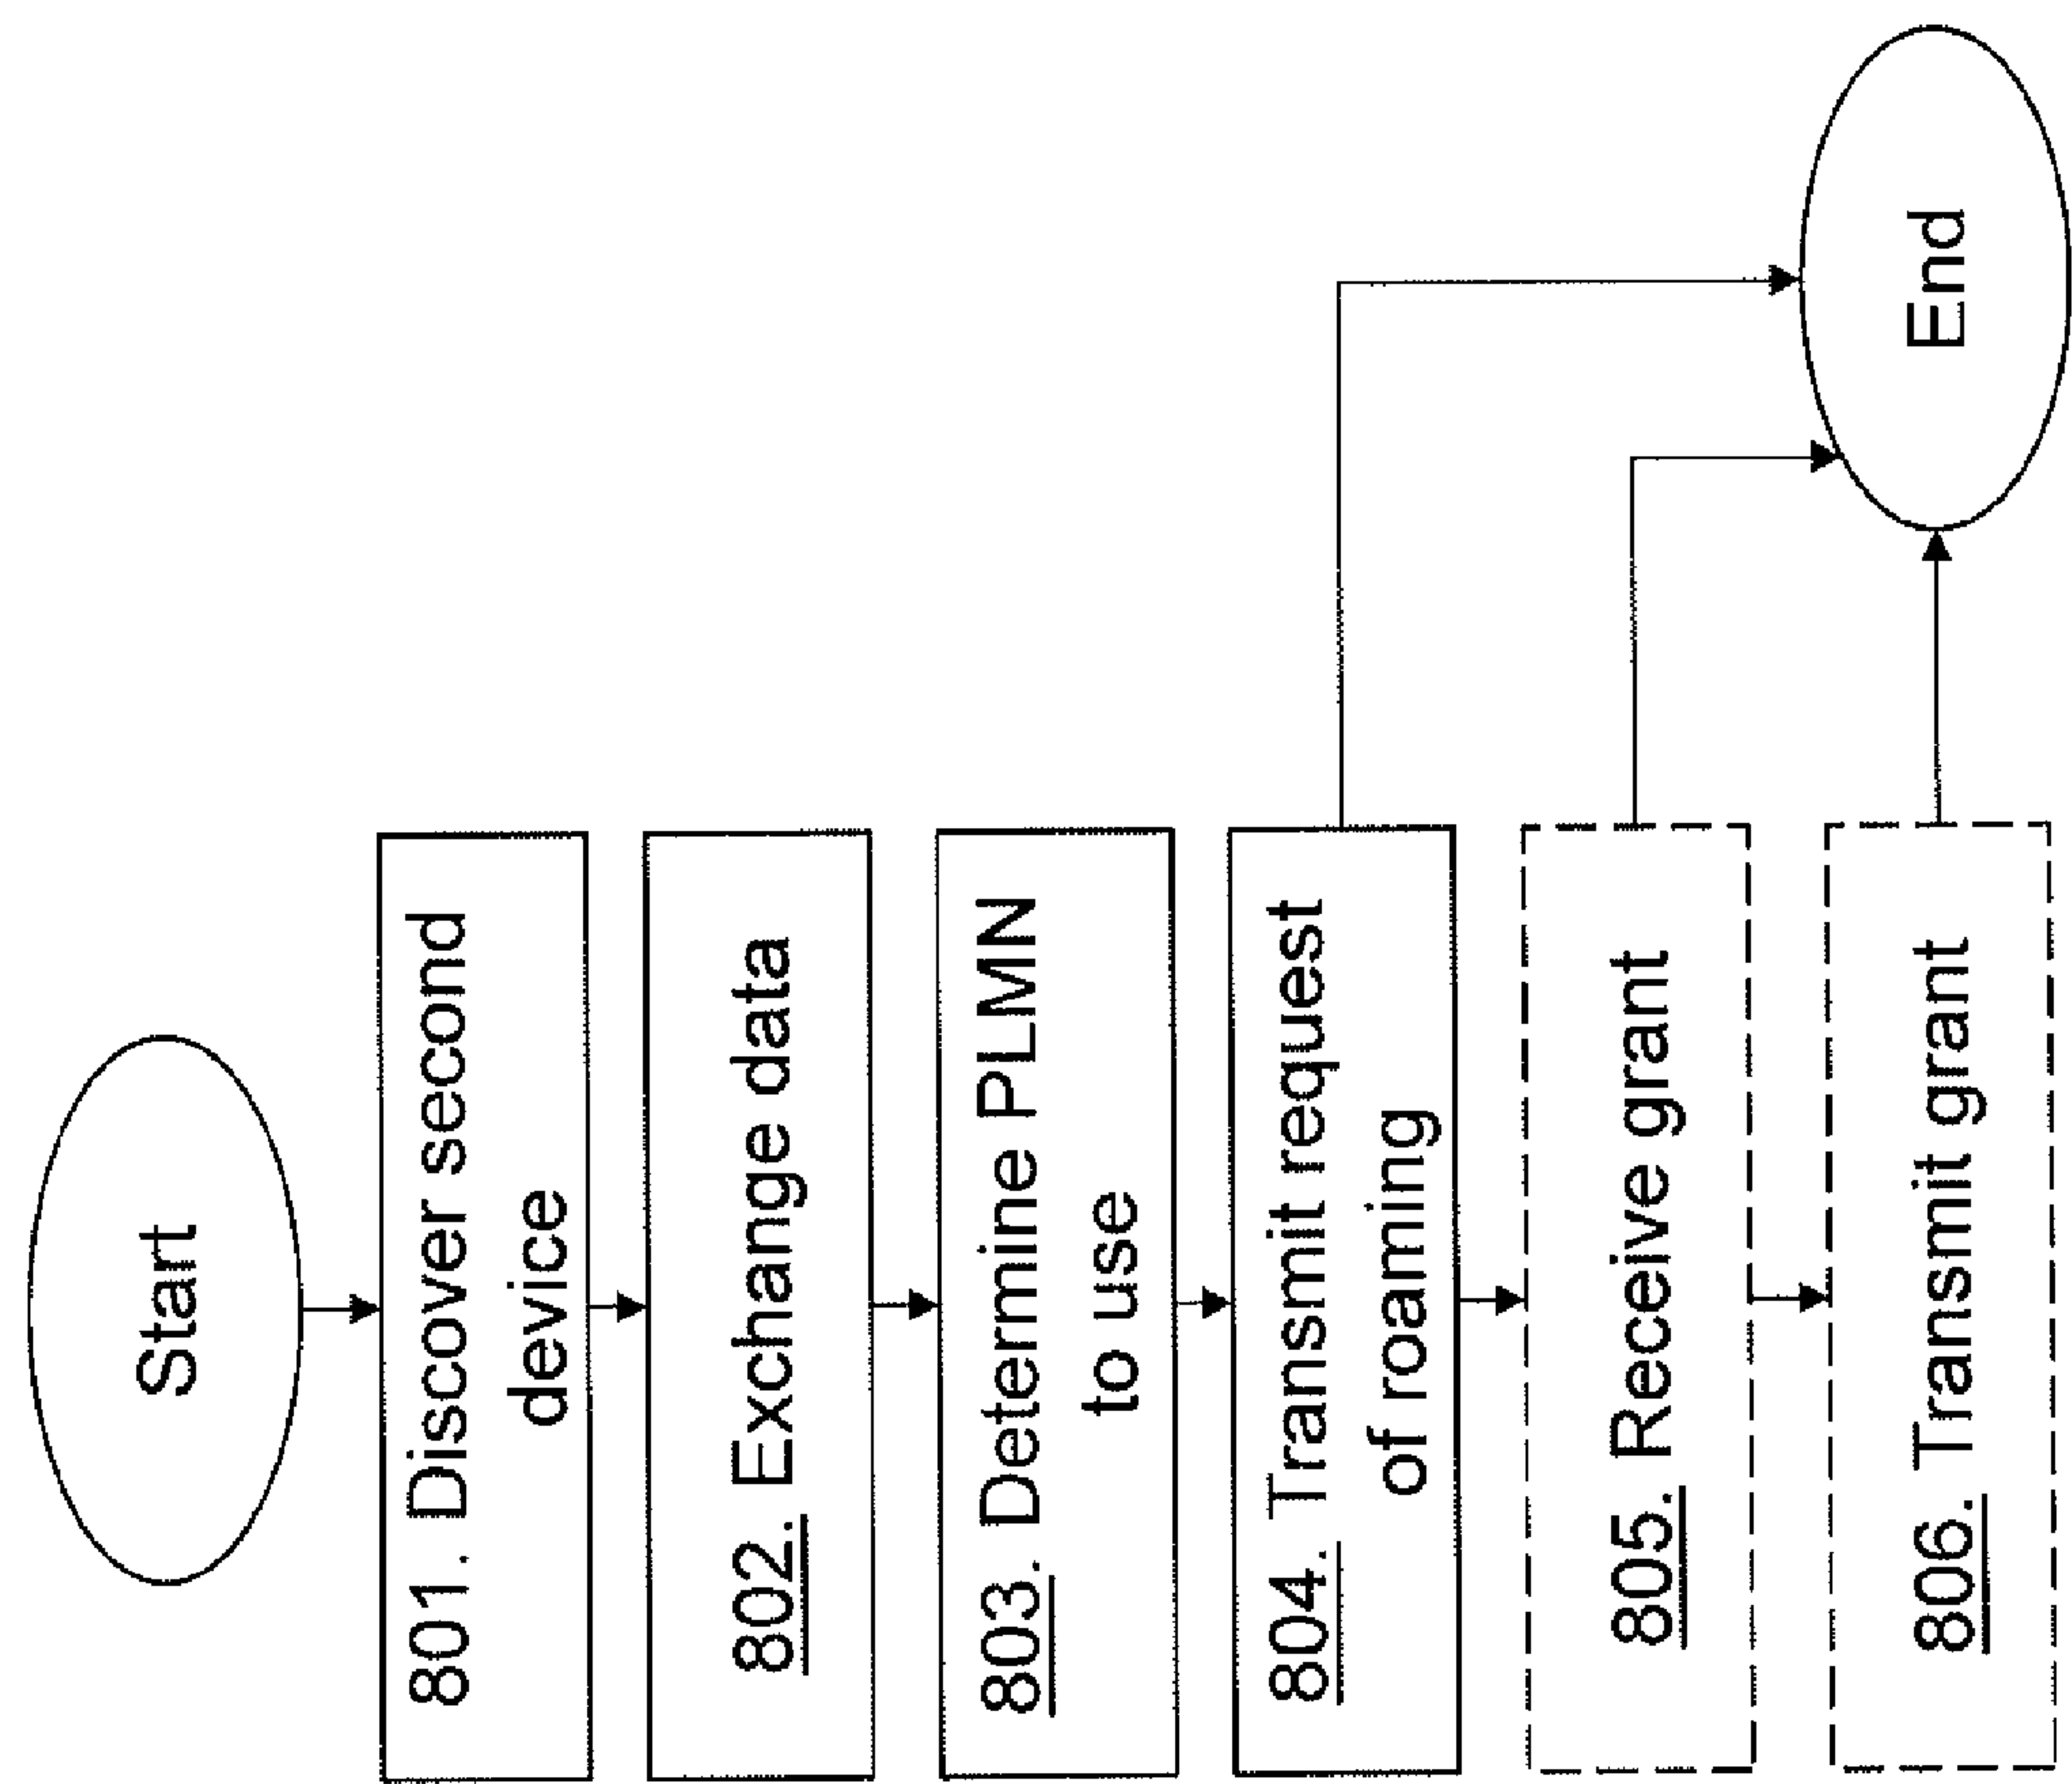 Start
801. Discover second
device
802. Exchange data
803. Determine PLMN
to use
804. Transmit request
of roaming
805. Receive grant
806. Transmit grant
End